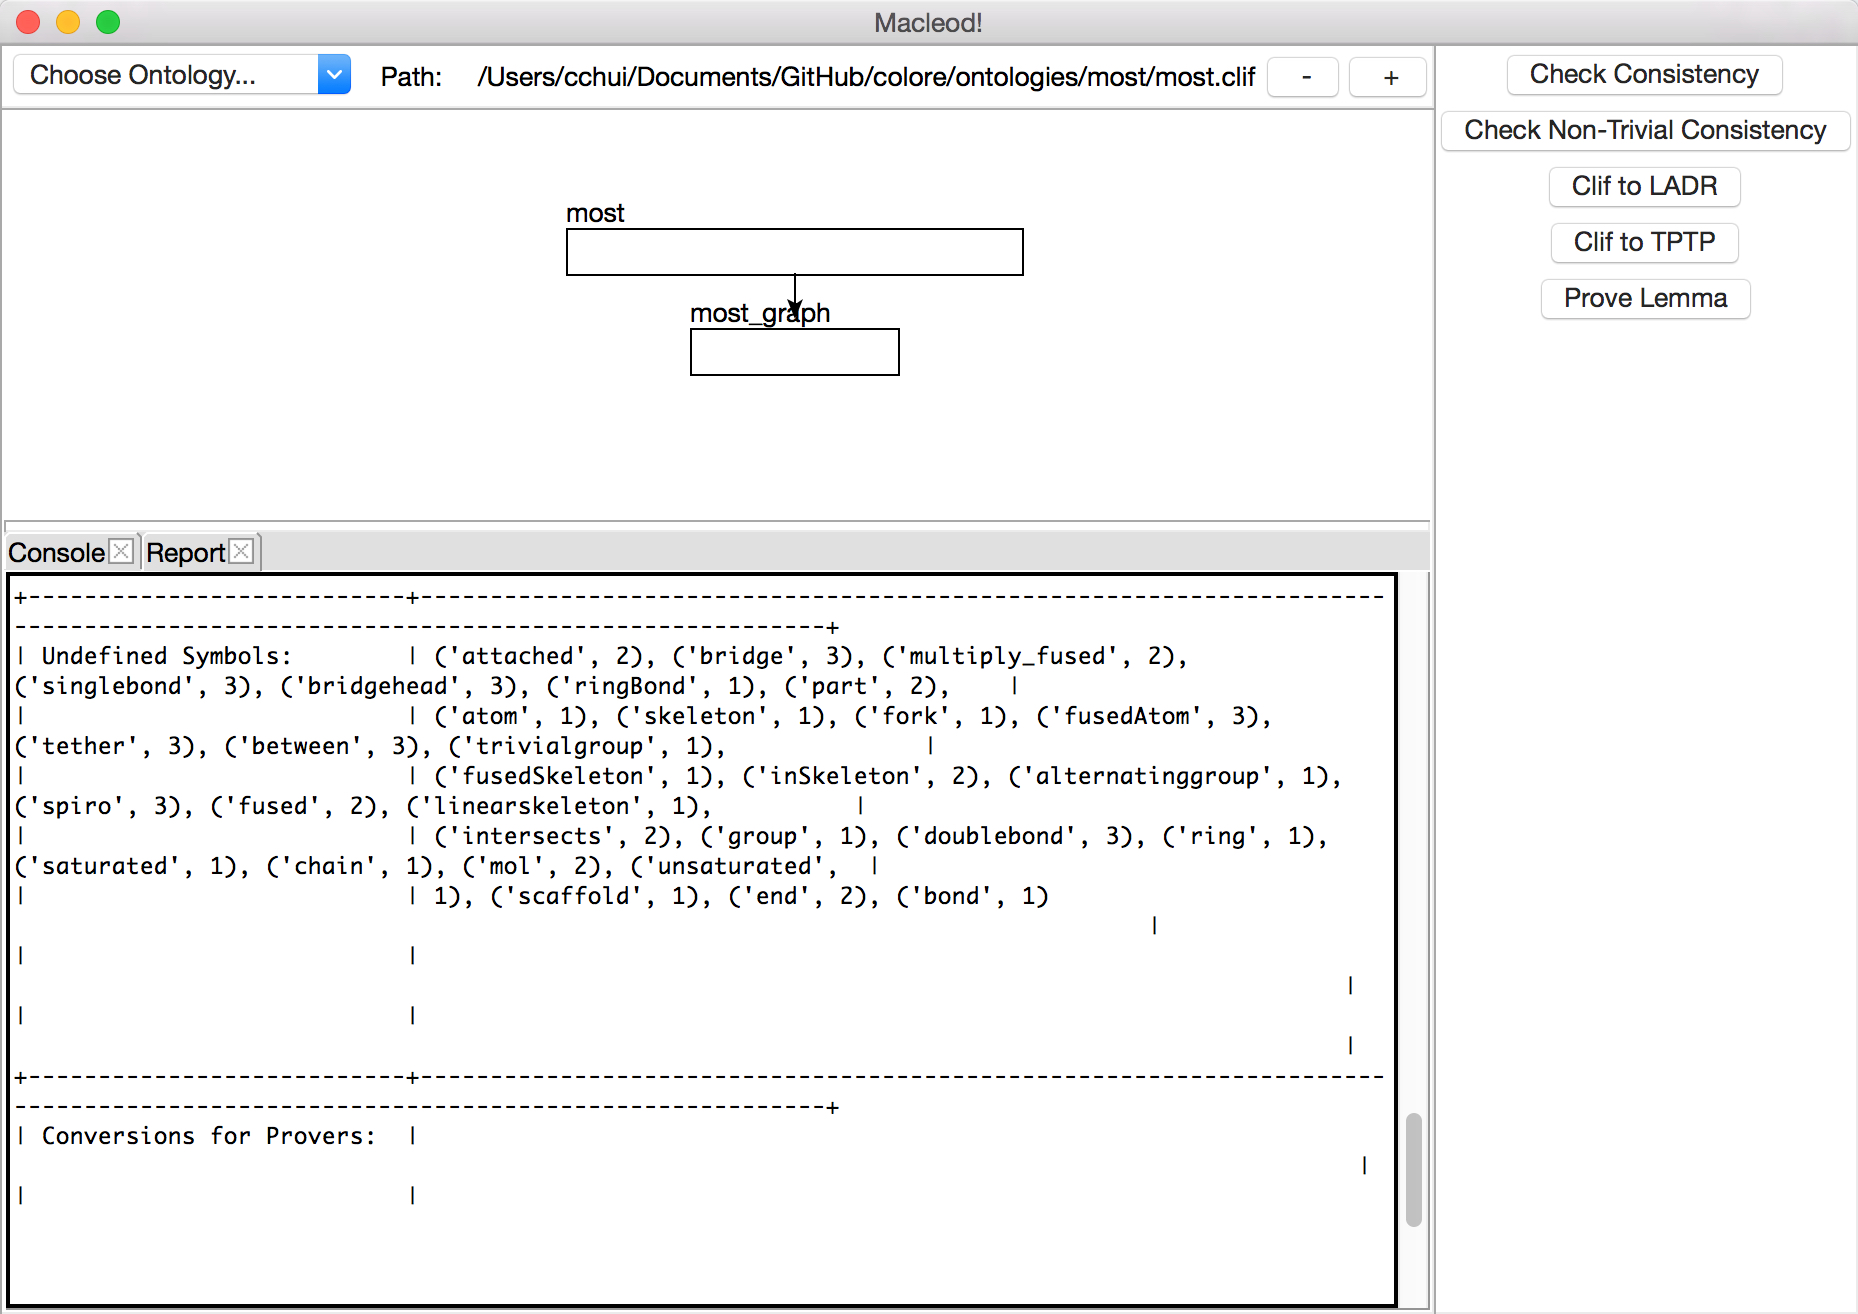 Macleod!
Choose Ontology... Path: /Users/cchui/Documents/GitHub/colore/ontologies/most/most.clif - +
Check Consistency
Check Non-Trivial Consistency
Clif to LADR
Clif to TPTP
Prove Lemma
most
most_graph
Console Report
+---------------------------+---------------------------------------------------------------------
----------------------------------------------------------+
| Undefined Symbols:        | ('attached', 2), ('bridge', 3), ('multiply_fused', 2),
('singlebond', 3), ('bridgehead', 3), ('ringBond', 1), ('part', 2),    |
|                           | ('atom', 1), ('skeleton', 1), ('fork', 1), ('fusedAtom', 3),
('tether', 3), ('between', 3), ('trivialgroup', 1),              |
|                           | ('fusedSkeleton', 1), ('inSkeleton', 2), ('alternatinggroup', 1),
('spiro', 3), ('fused', 2), ('linearskeleton', 1),          |
|                           | ('intersects', 2), ('group', 1), ('doublebond', 3), ('ring', 1),
('saturated', 1), ('chain', 1), ('mol', 2), ('unsaturated',  |
|                           | 1), ('scaffold', 1), ('end', 2), ('bond', 1)
|
|                           |
|
|                           |
|
+---------------------------+---------------------------------------------------------------------
----------------------------------------------------------+
| Conversions for Provers:  |
|
|                           |